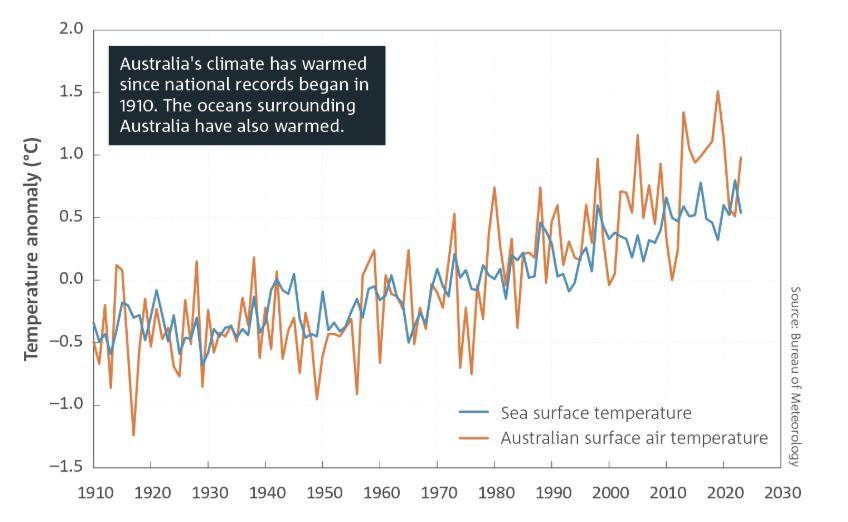 2.0
Australia's climate has warmed
since national records began in
1910. The oceans surrounding
Australia have also warmed.
1.5
1.0
0.5
0.0
−0.5
−1.0
−1.5
Temperature anomaly (°C)
Sea surface temperature
Australian surface air temperature
Source: Bureau of Meteorology
1910 1920 1930 1940 1950 1960 1970 1980 1990 2000 2010 2020 2030